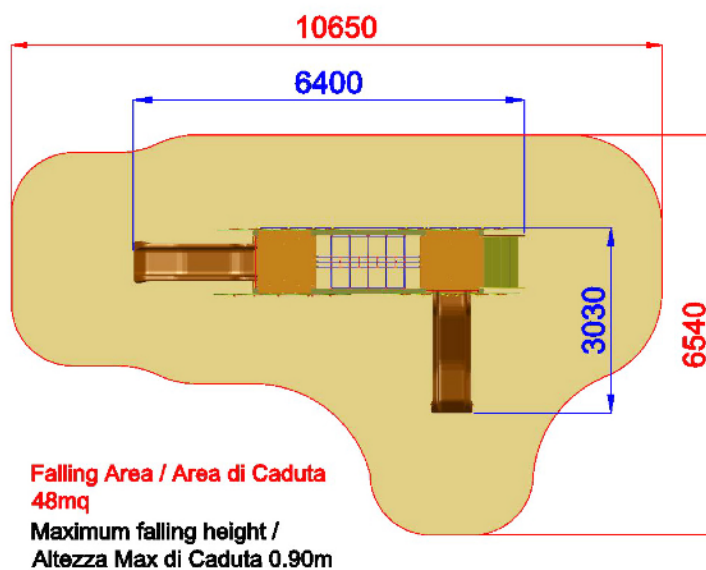 10650
6400
3030
6540
Falling Area / Area di Caduta
48mq
Maximum falling height /
Altezza Max di Caduta 0.90m